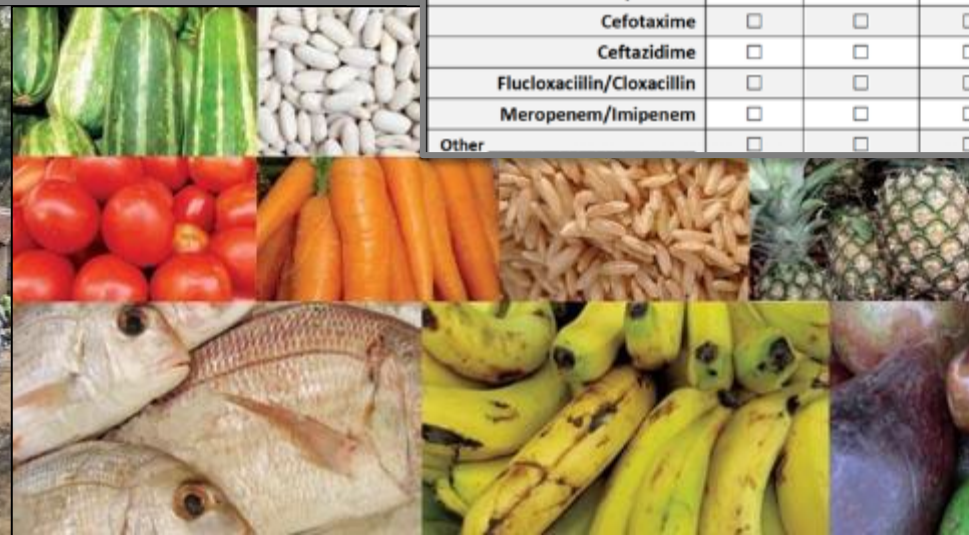 Cefotaxime
Ceftazidime
Flucloxaciilin/Cloxacillin
Meropenem/Imipenem
Other